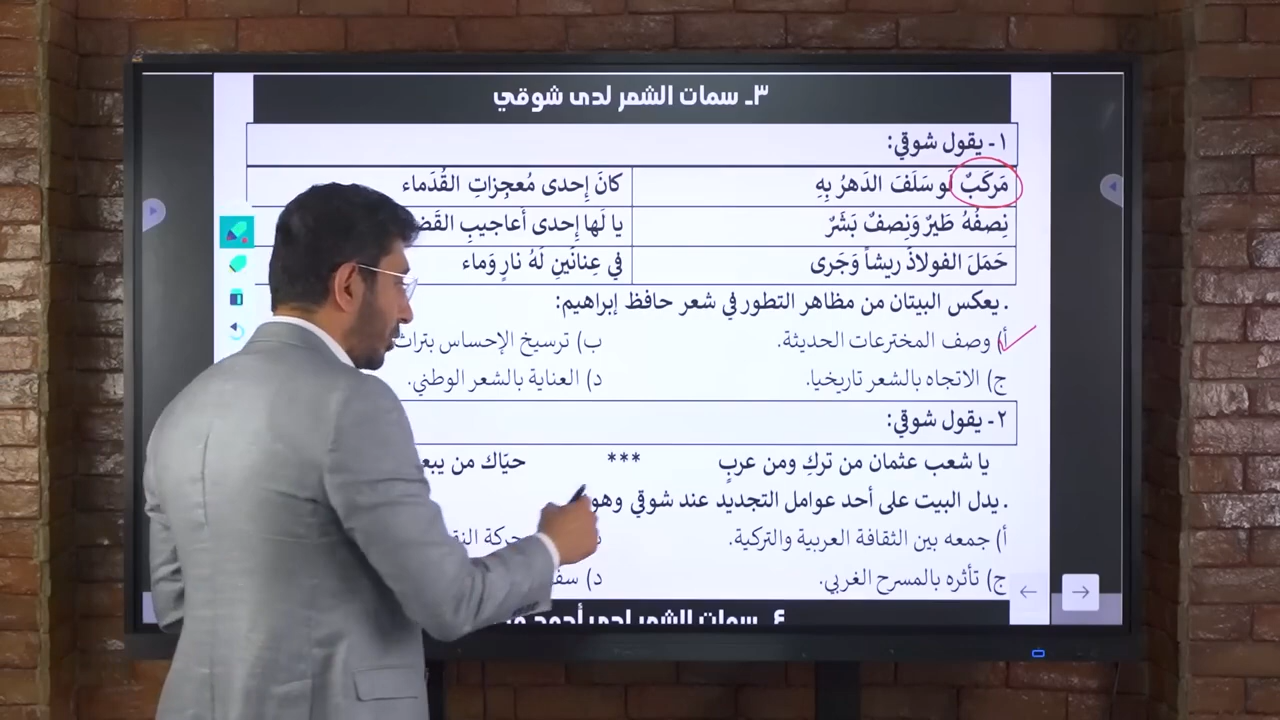 ٣ـ سمات الشعر لدى شوقي
١- يقول شوقي:
مَركَبٌ لَو سَلَفَ الدَهرُ بِهِ كانَ إِحدى مُعجِزاتِ القُدَماء
نِصفُهُ طَيرٌ وَنِصفٌ بَشَرٌ يا لَها إِحدى أَعاجيبِ
حَمَلَ الفولاذَ ريشاً وَجَرى في عِنانَينِ لَهُ نارٍ وَماء
. يعكس البيتان من مظاهر التطور في شعر حافظ إبراهيم:
أ) وصف المخترعات الحديثة. ب) ترسيخ الإحساس
ج) الاتجاه بالشعر تاريخيا. د) العناية بالشعر الوطني.
٢- يقول شوقي:
يا شعب عثمان من تركِ ومن عربٍ *** حيّاك من
. يدل البيت على أحد عوامل التجديد عند شوقي وهو
أ) جمعه بين الثقافة العربية والتركية.
ج) تأثره بالمسرح الغربي. د)
٤ـ سمات الشعر لدى أحمد